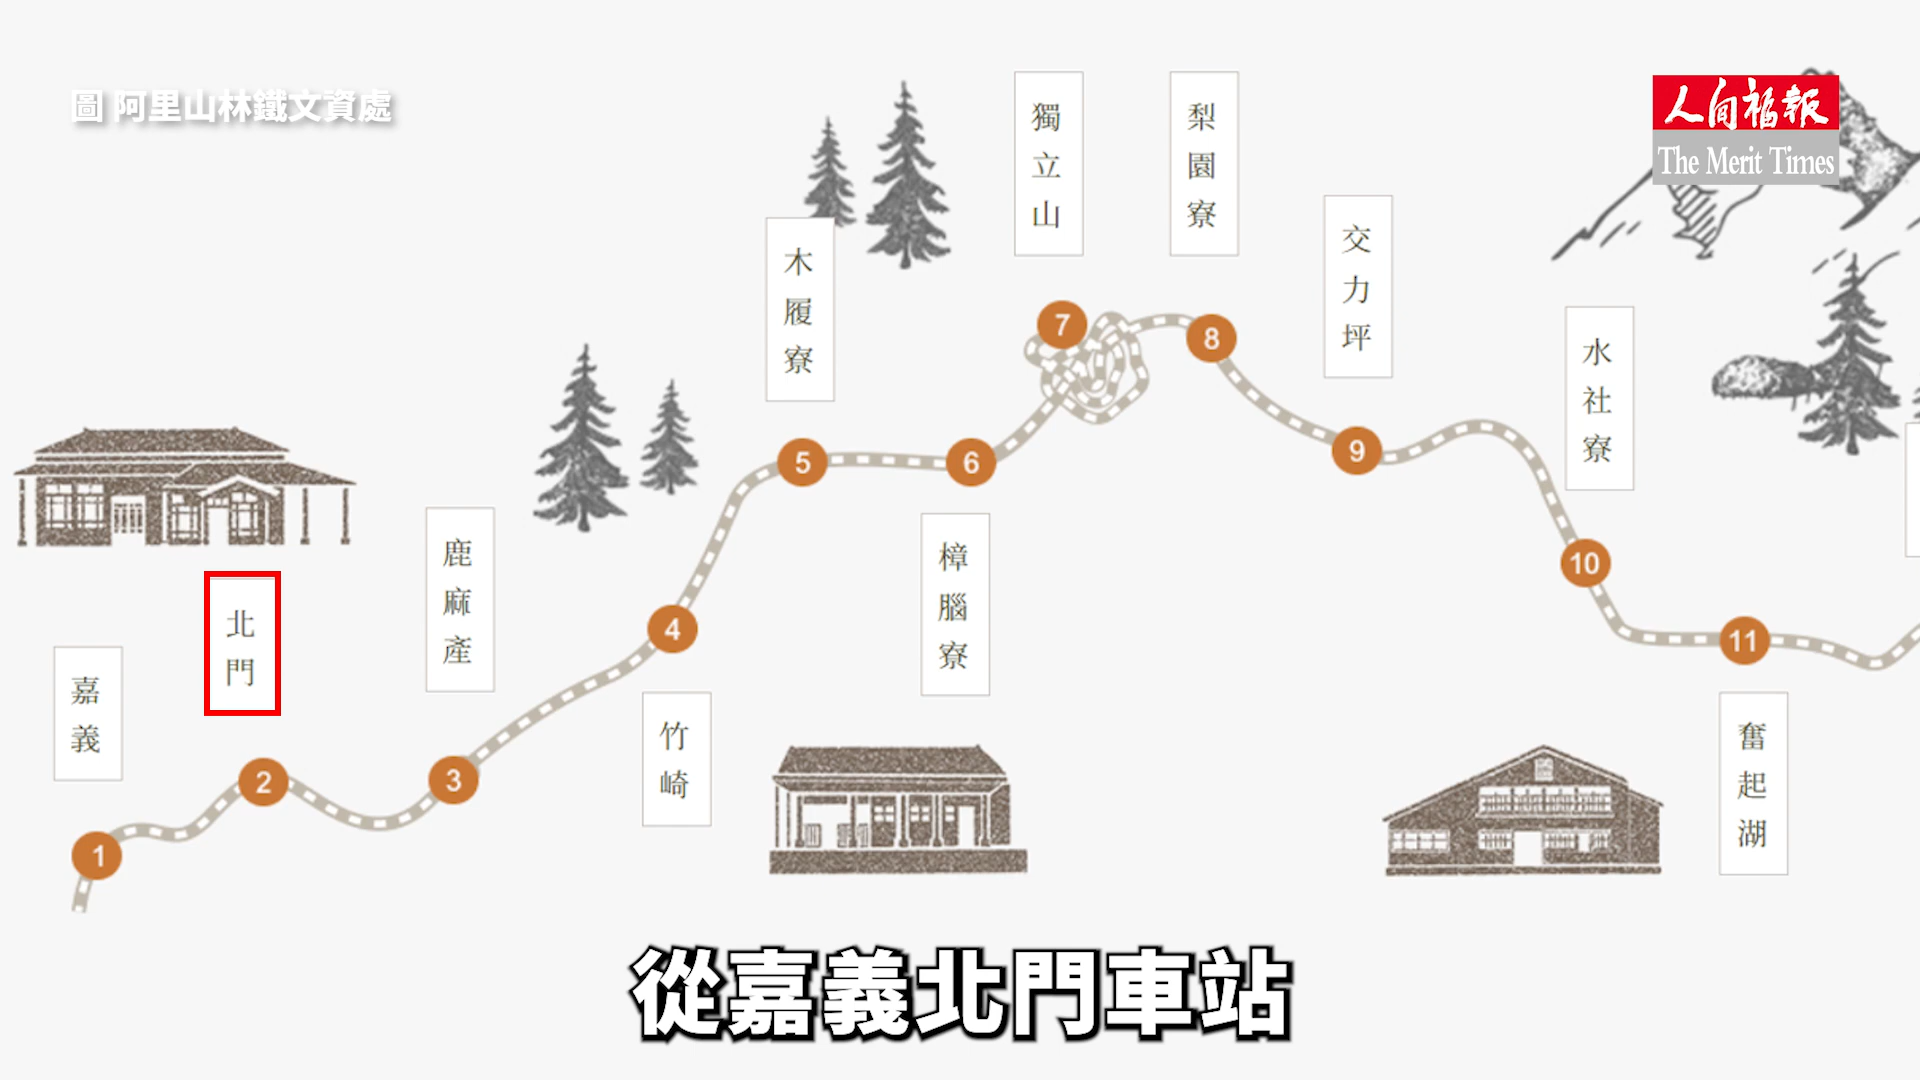 圖 阿里山林鐵文資處
人间福報
The Merit Times
獨立山
梨園寮
交力坪
木履寮
水社寮
7
8
9
5
6
鹿麻產
樟腦寮
10
北門
4
11
嘉義
竹崎
奮起湖
2
3
1
從嘉義北門車站